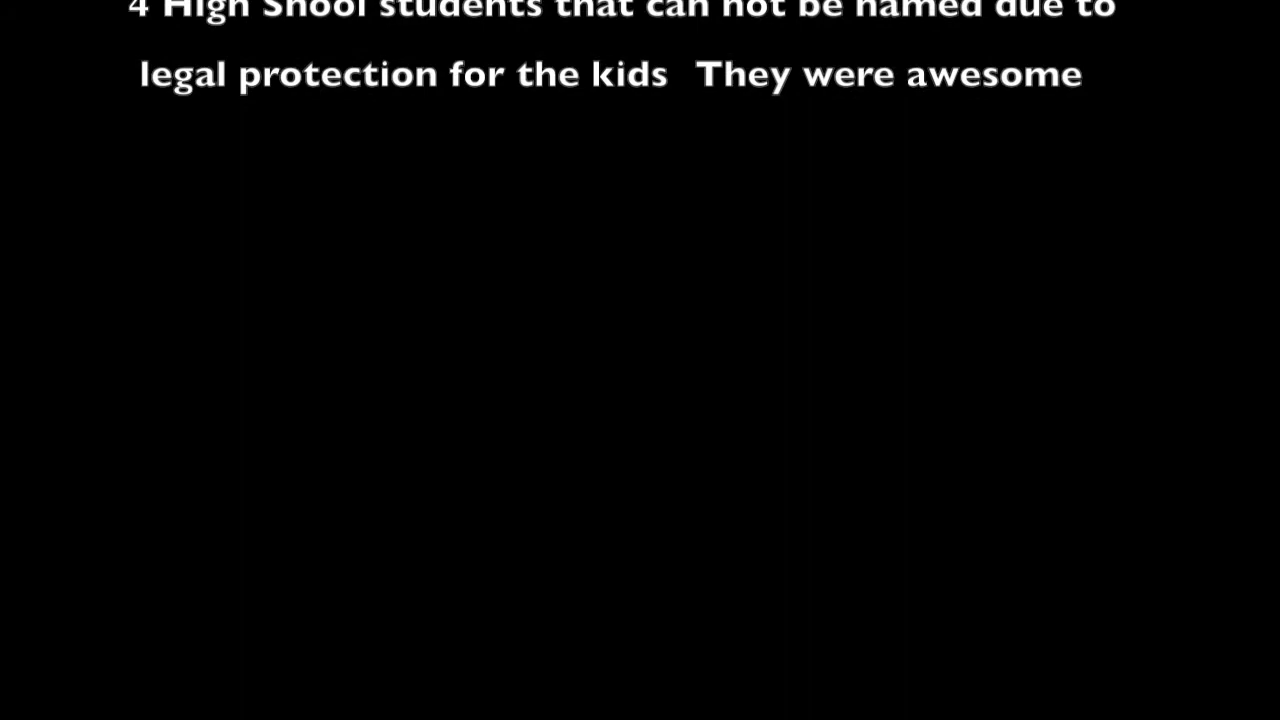 4 High Shool students that can not be named due to
legal protection for the kids They were awesome